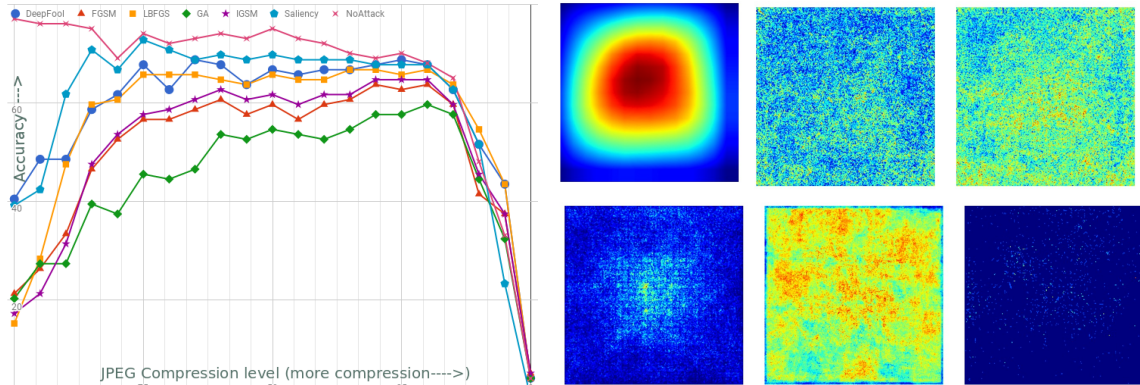 DeepFool FGSM LBFGS GA IGSM Saliency NoAttack
Accuracy---->
60
40
20
JPEG Compression level (more compression---->)